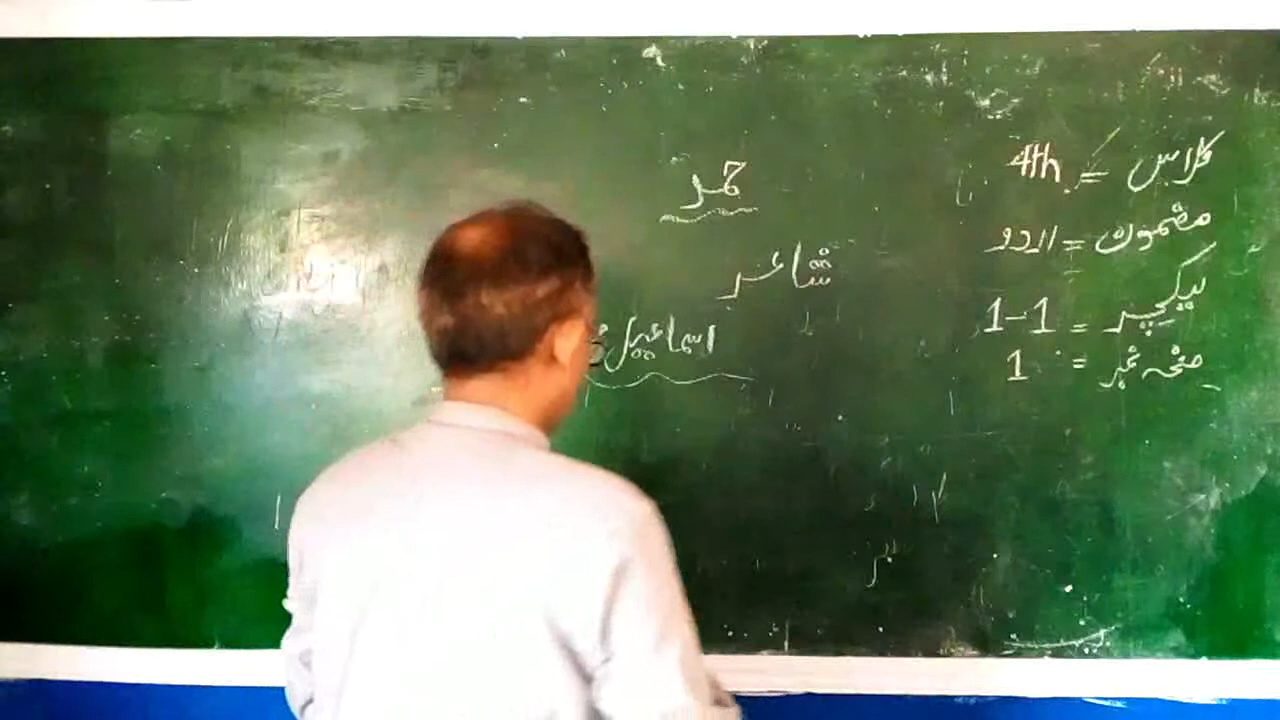 کلاس = 4th
مضمون = اردو
لیکچر = 1-1
صفحہ نمبر = 1
حمد
شاعر
اسماعیل